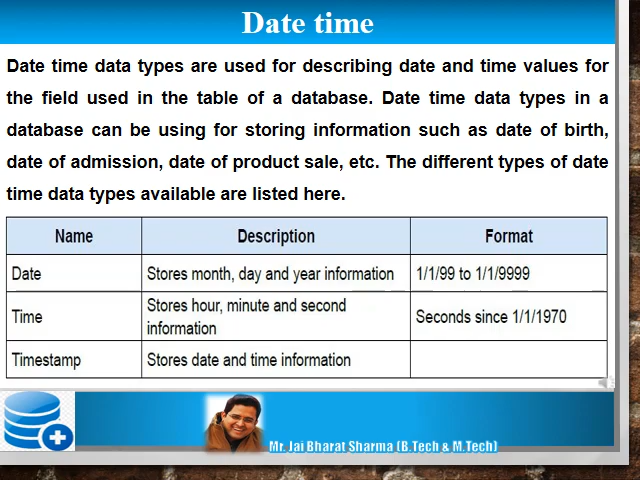 Date time
Date time data types are used for describing date and time values for
the field used in the table of a database. Date time data types in a
database can be using for storing information such as date of birth,
date of admission, date of product sale, etc. The different types of date
time data types available are listed here.
Name Description Format
Date Stores month, day and year information 1/1/99 to 1/1/9999
Time Stores hour, minute and second information Seconds since 1/1/1970
Timestamp Stores date and time information
Mr. Jai Bharat Sharma (B.Tech & M.Tech)